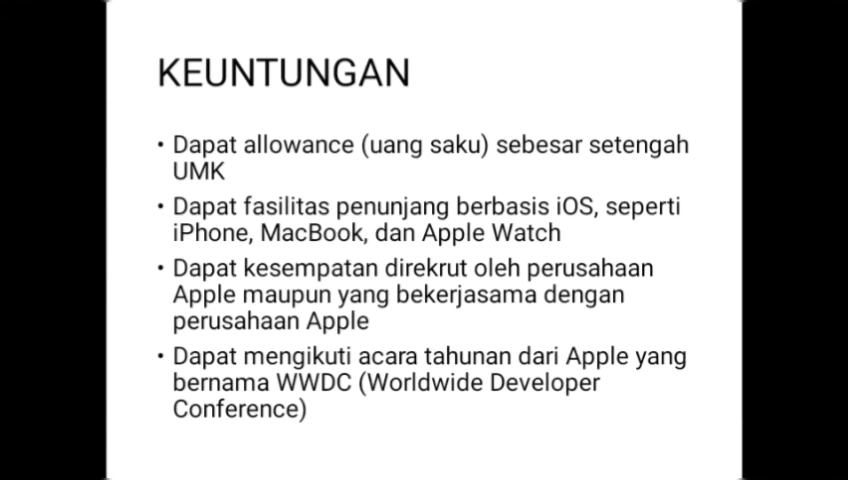 KEUNTUNGAN
• Dapat allowance (uang saku) sebesar setengah
UMK
• Dapat fasilitas penunjang berbasis iOS, seperti
iPhone, MacBook, dan Apple Watch
• Dapat kesempatan direkrut oleh perusahaan
Apple maupun yang bekerjasama dengan
perusahaan Apple
• Dapat mengikuti acara tahunan dari Apple yang
bernama WWDC (Worldwide Developer
Conference)